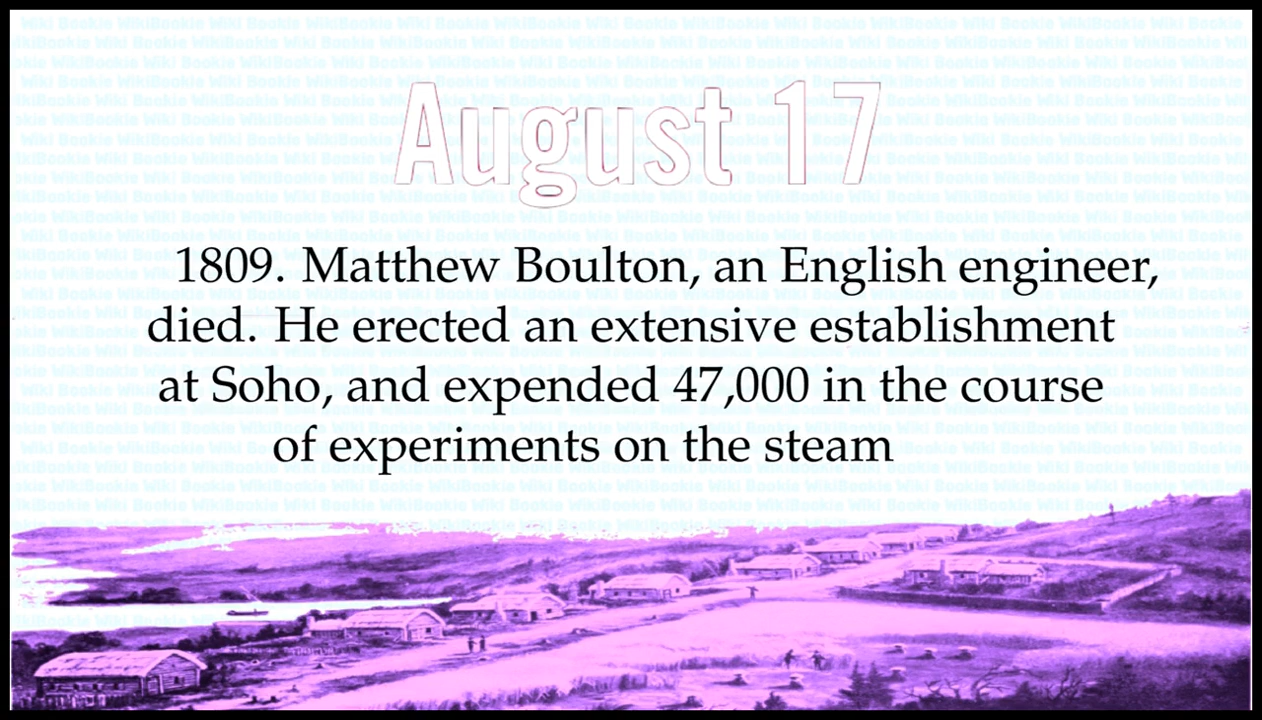 August 17
1809. Matthew Boulton, an English engineer,
died. He erected an extensive establishment
at Soho, and expended 47,000 in the course
of experiments on the steam
WikiBookie